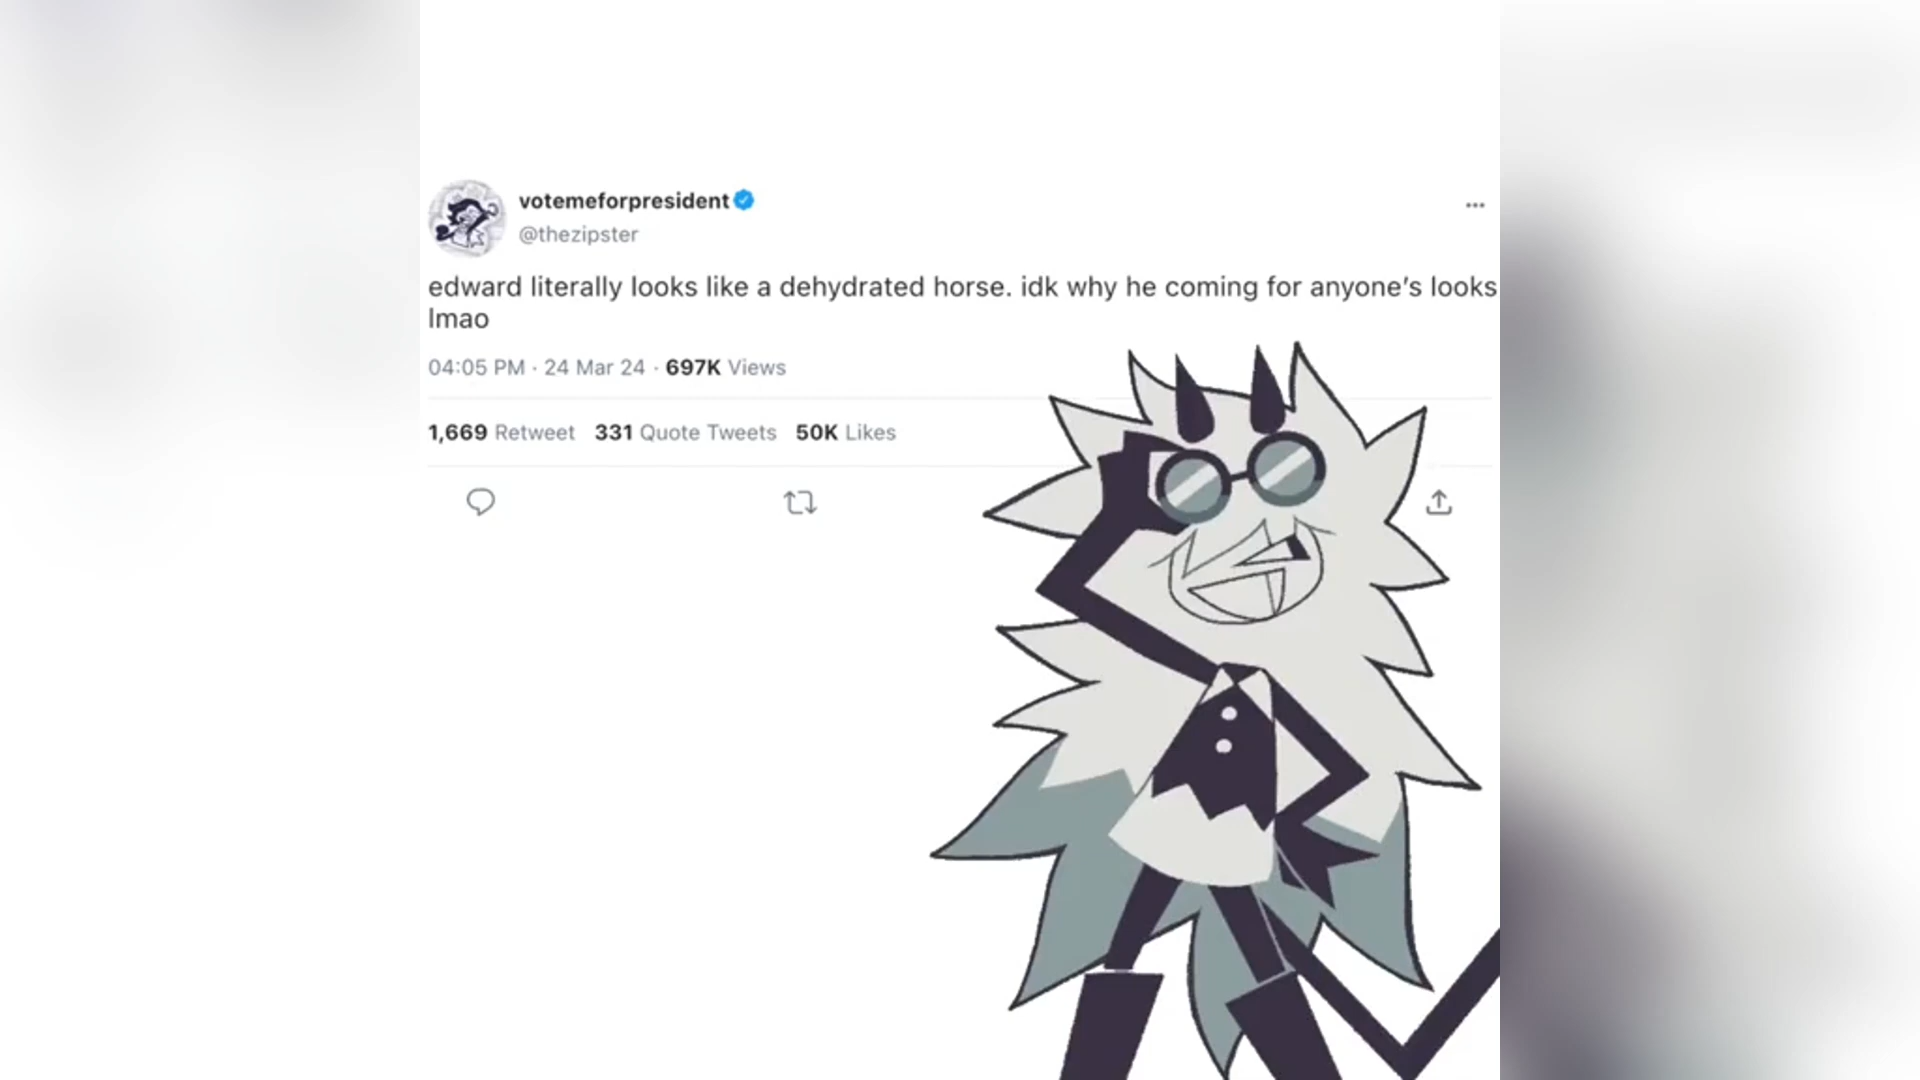 votemeforpresident
@thezipster
edward literally looks like a dehydrated horse. idk why he coming for anyone’s looks
lmao
04:05 PM · 24 Mar 24 · 697K Views
1,669 Retweet 331 Quote Tweets 50K Likes